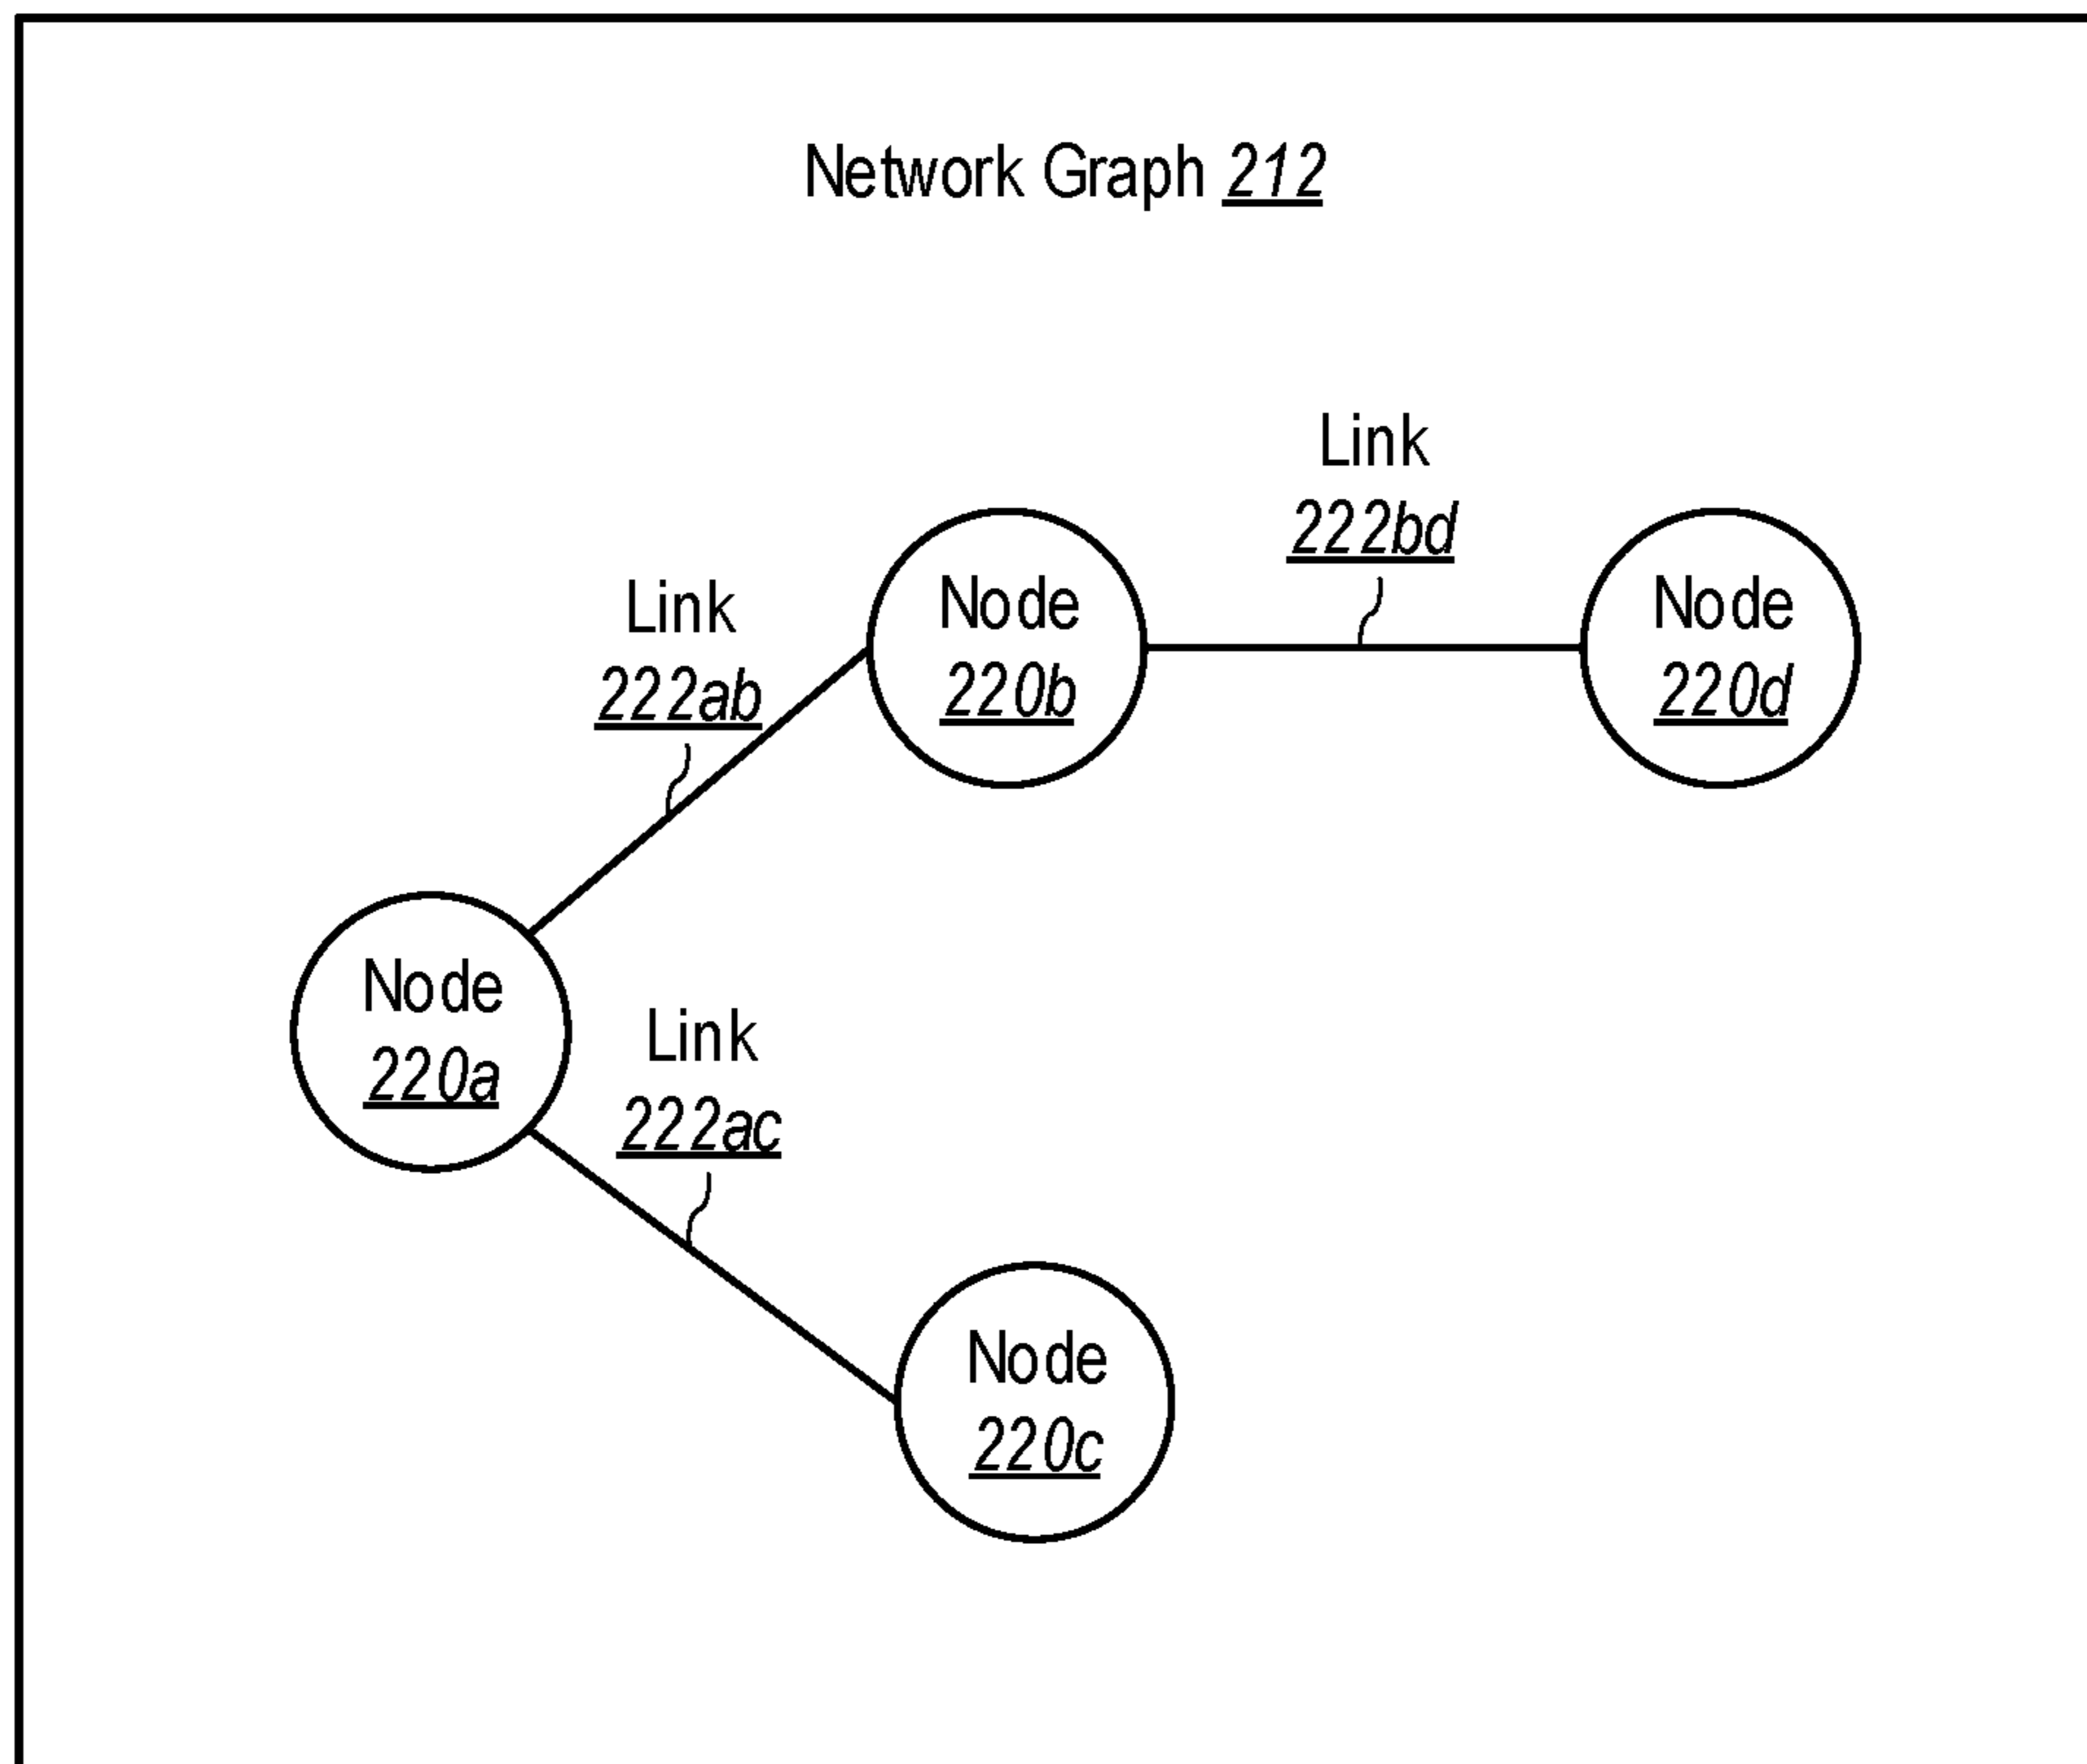 Network Graph 212
Link
222bd
Node
220b
Node
220d
Link
222ab
Node
220a
Link
222ac
Node
220c